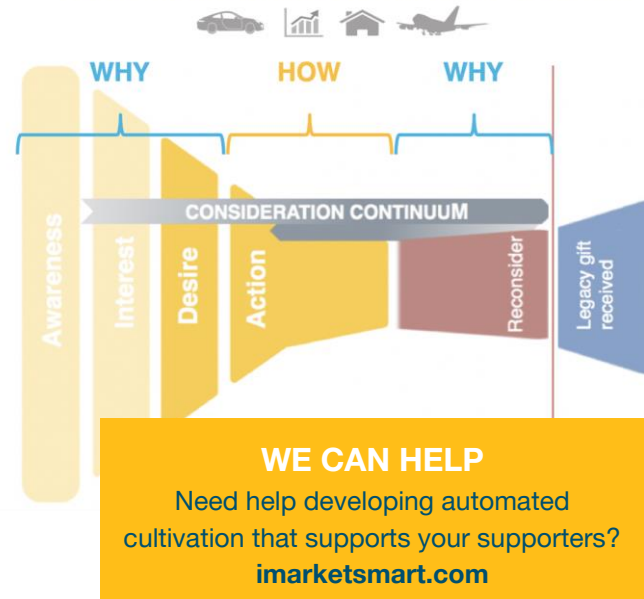 WHY
HOW
WHY
CONSIDERATION CONTINUUM
Awareness
Interest
Desire
Action
Reconsider
Legacy gift
received
WE CAN HELP
Need help developing automated
cultivation that supports your supporters?
imarketsmart.com